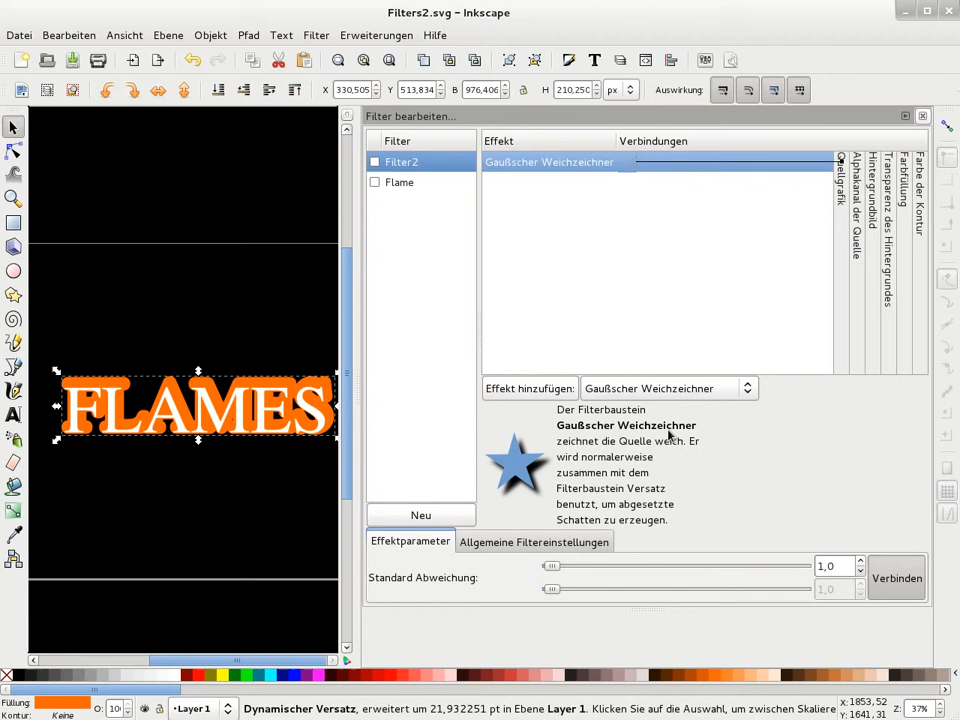 Filters2.svg - Inkscape
Datei Bearbeiten Ansicht Ebene Objekt Pfad Text Filter Erweiterungen Hilfe
X 330,505 Y 513,834 B 976,406 H 210,250 px Auswirkung:
Filter bearbeiten...
Filter Effekt Verbindungen
Filter2 Gaußscher Weichzeichner
Flame
Quellgrafik
Alphakanal der Quelle
Hintergrundbild
Transparenz des Hintergrundes
Farbfüllung
Farbe der Kontur
FLAMES
Effekt hinzufügen: Gaußscher Weichzeichner
Der Filterbaustein
Gaußscher Weichzeichner
zeichnet die Quelle weich. Er
wird normalerweise
zusammen mit dem
Filterbaustein Versatz
benutzt, um abgesetzte
Schatten zu erzeugen.
Neu
Effektparameter Allgemeine Filtereinstellungen
Standard Abweichung: 1,0 1,0 Verbinden
Füllung: O: Layer 1 Dynamischer Versatz, erweitert um 21,932251 pt in Ebene Layer 1. Klicken Sie auf die Auswahl, um zwischen Skaliere X: 1853,52 Z: 37%
Kontur: Keine Y: 1641,31